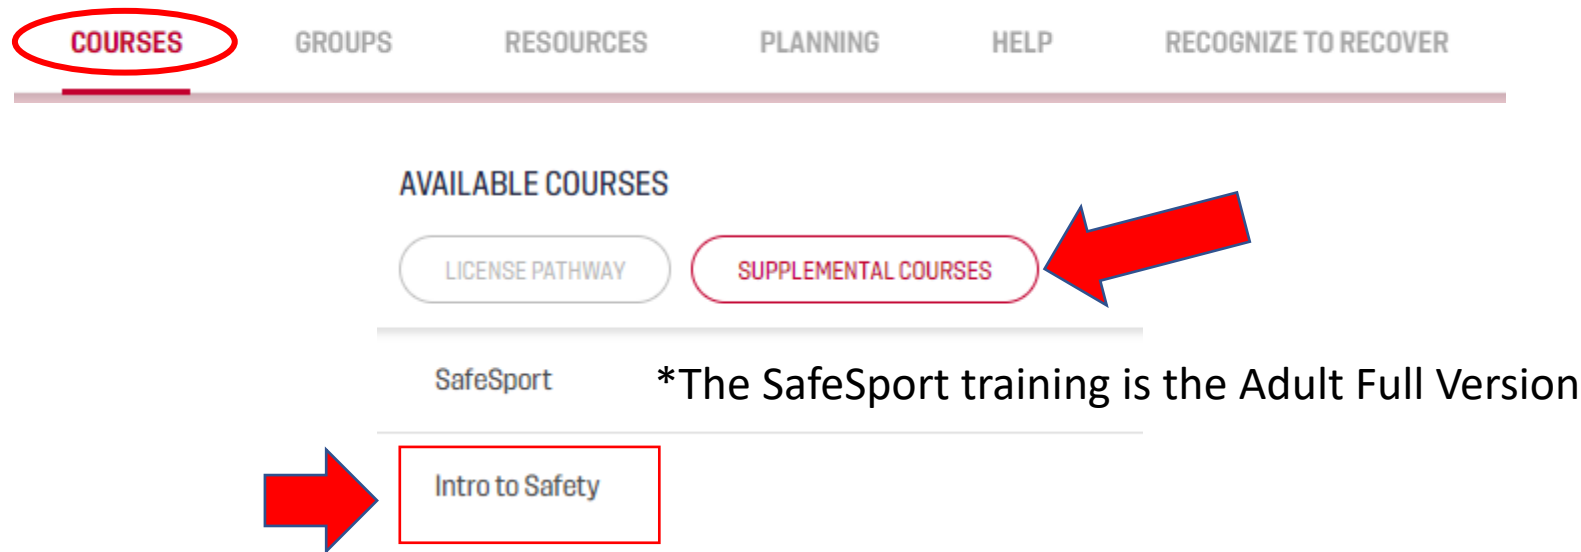 COURSES GROUPS RESOURCES PLANNING HELP RECOGNIZE TO RECOVER
AVAILABLE COURSES
LICENSE PATHWAY SUPPLEMENTAL COURSES
SafeSport *The SafeSport training is the Adult Full Version
Intro to Safety